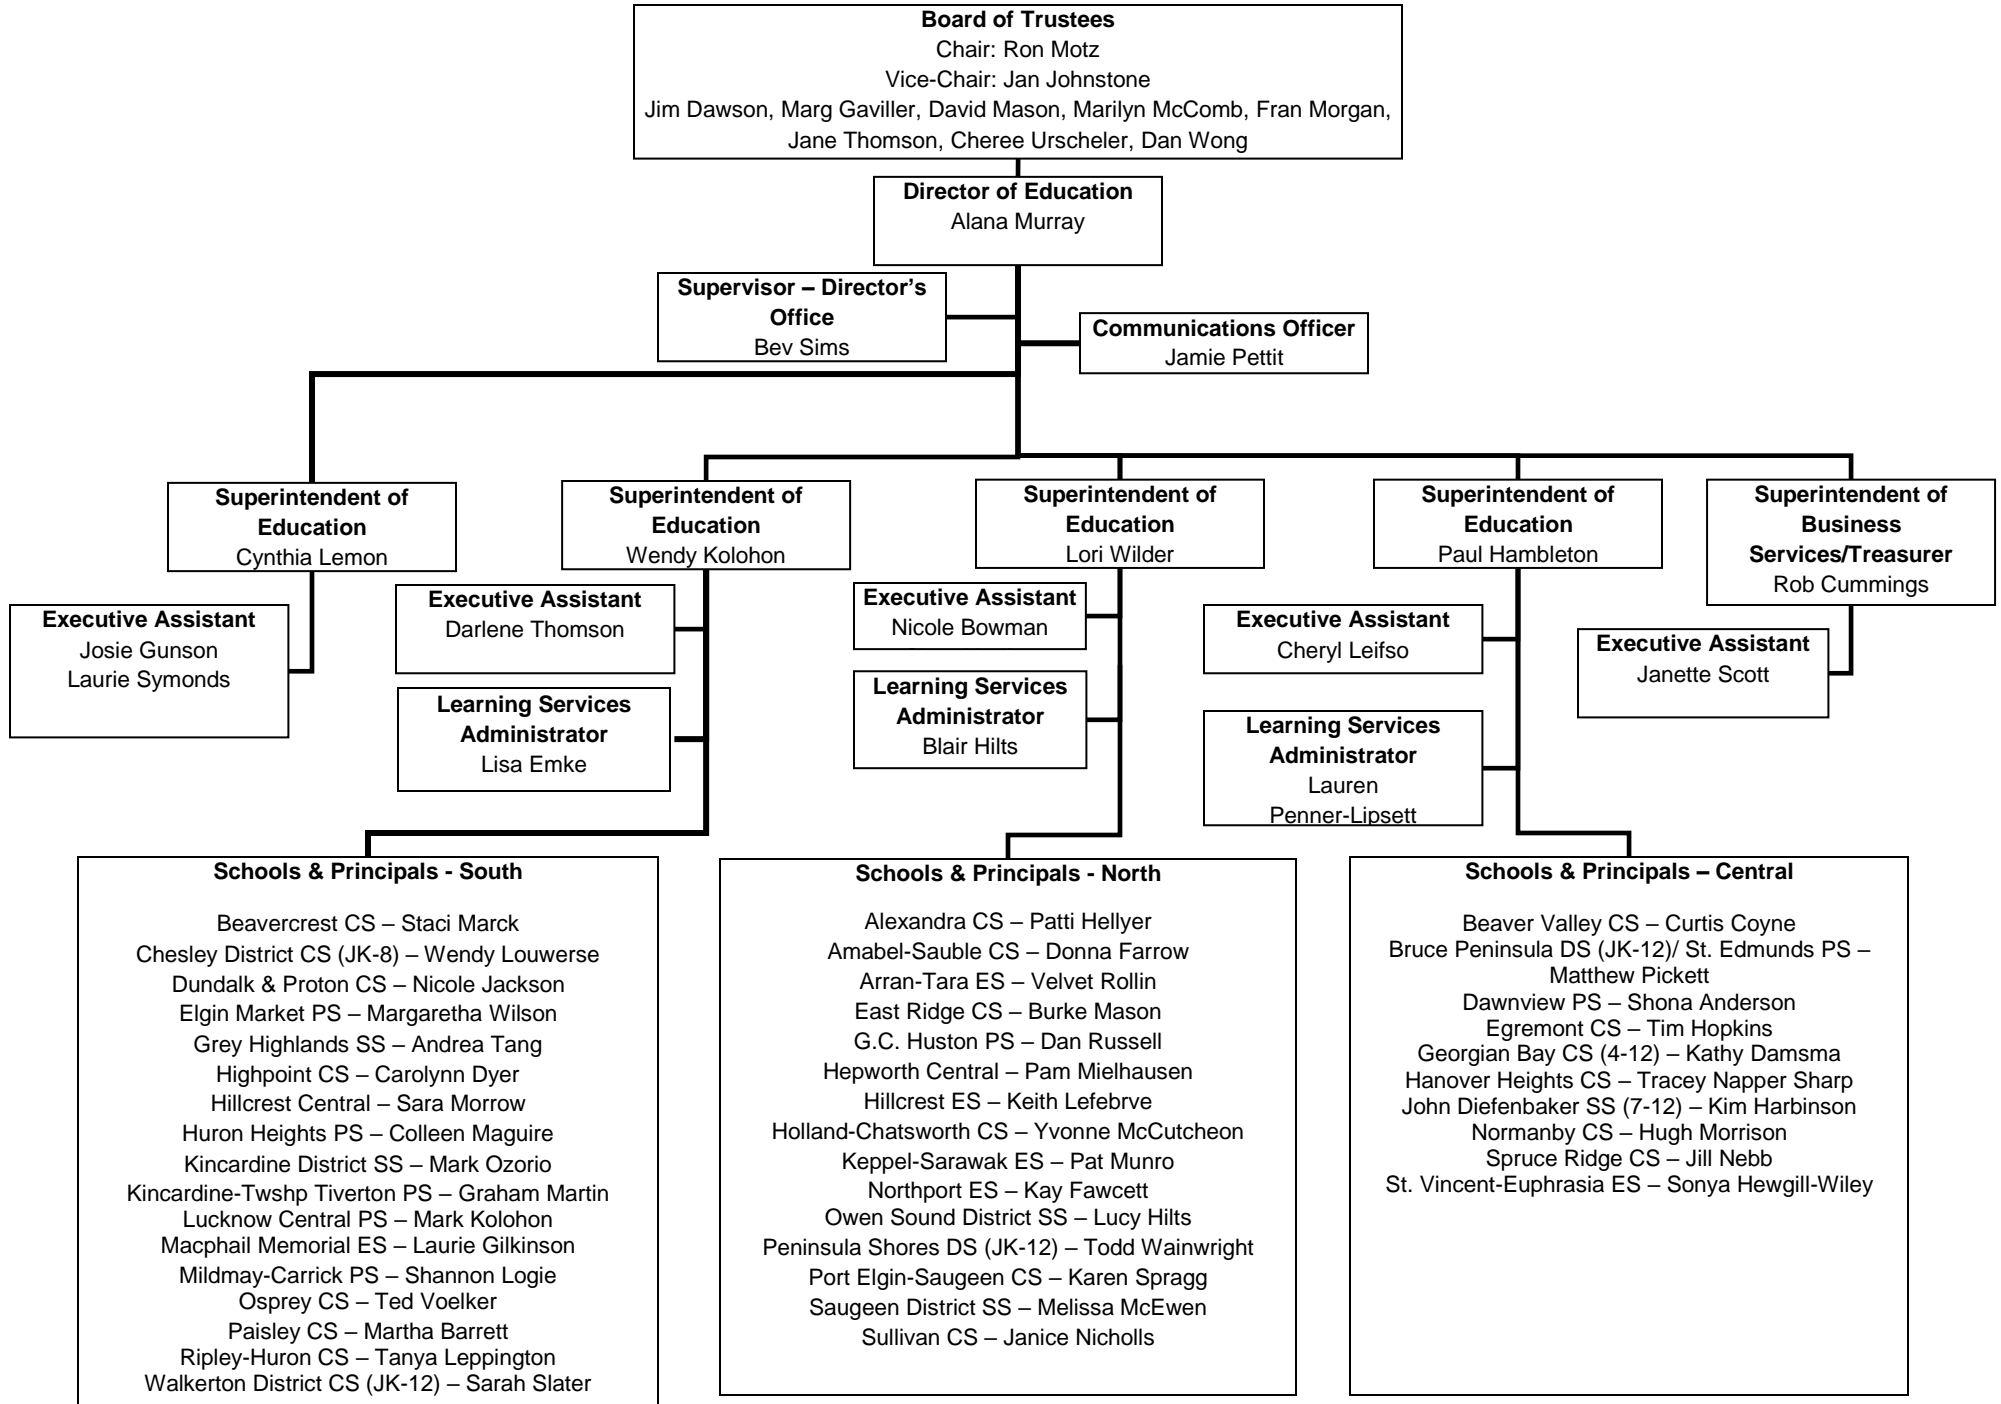 Board of Trustees
Chair: Ron Motz
Vice-Chair: Jan Johnstone
Jim Dawson, Marg Gaviller, David Mason, Marilyn McComb, Fran Morgan,
Jane Thomson, Cheree Urscheler, Dan Wong
Director of Education
Alana Murray
Supervisor – Director’s
Office
Bev Sims
Communications Officer
Jamie Pettit
Superintendent of
Education
Cynthia Lemon
Superintendent of
Education
Wendy Kolohon
Superintendent of
Education
Lori Wilder
Superintendent of
Education
Paul Hambleton
Superintendent of
Business
Services/Treasurer
Rob Cummings
Executive Assistant
Josie Gunson
Laurie Symonds
Executive Assistant
Darlene Thomson
Learning Services
Administrator
Lisa Emke
Executive Assistant
Nicole Bowman
Learning Services
Administrator
Blair Hilts
Executive Assistant
Cheryl Leifso
Learning Services
Administrator
Lauren
Penner-Lipsett
Executive Assistant
Janette Scott
Schools & Principals - South
Beavercrest CS – Staci Marck
Chesley District CS (JK-8) – Wendy Louwerse
Dundalk & Proton CS – Nicole Jackson
Elgin Market PS – Margaretha Wilson
Grey Highlands SS – Andrea Tang
Highpoint CS – Carolynn Dyer
Hillcrest Central – Sara Morrow
Huron Heights PS – Colleen Maguire
Kincardine District SS – Mark Ozorio
Kincardine-Twshp Tiverton PS – Graham Martin
Lucknow Central PS – Mark Kolohon
Macphail Memorial ES – Laurie Gilkinson
Mildmay-Carrick PS – Shannon Logie
Osprey CS – Ted Voelker
Paisley CS – Martha Barrett
Ripley-Huron CS – Tanya Leppington
Walkerton District CS (JK-12) – Sarah Slater
Schools & Principals - North
Alexandra CS – Patti Hellyer
Amabel-Sauble CS – Donna Farrow
Arran-Tara ES – Velvet Rollin
East Ridge CS – Burke Mason
G.C. Huston PS – Dan Russell
Hepworth Central – Pam Mielhausen
Hillcrest ES – Keith Lefebrve
Holland-Chatsworth CS – Yvonne McCutcheon
Keppel-Sarawak ES – Pat Munro
Northport ES – Kay Fawcett
Owen Sound District SS – Lucy Hilts
Peninsula Shores DS (JK-12) – Todd Wainwright
Port Elgin-Saugeen CS – Karen Spragg
Saugeen District SS – Melissa McEwen
Sullivan CS – Janice Nicholls
Schools & Principals – Central
Beaver Valley CS – Curtis Coyne
Bruce Peninsula DS (JK-12)/ St. Edmunds PS –
Matthew Pickett
Dawnview PS – Shona Anderson
Egremont CS – Tim Hopkins
Georgian Bay CS (4-12) – Kathy Damsma
Hanover Heights CS – Tracey Napper Sharp
John Diefenbaker SS (7-12) – Kim Harbinson
Normanby CS – Hugh Morrison
Spruce Ridge CS – Jill Nebb
St. Vincent-Euphrasia ES – Sonya Hewgill-Wiley